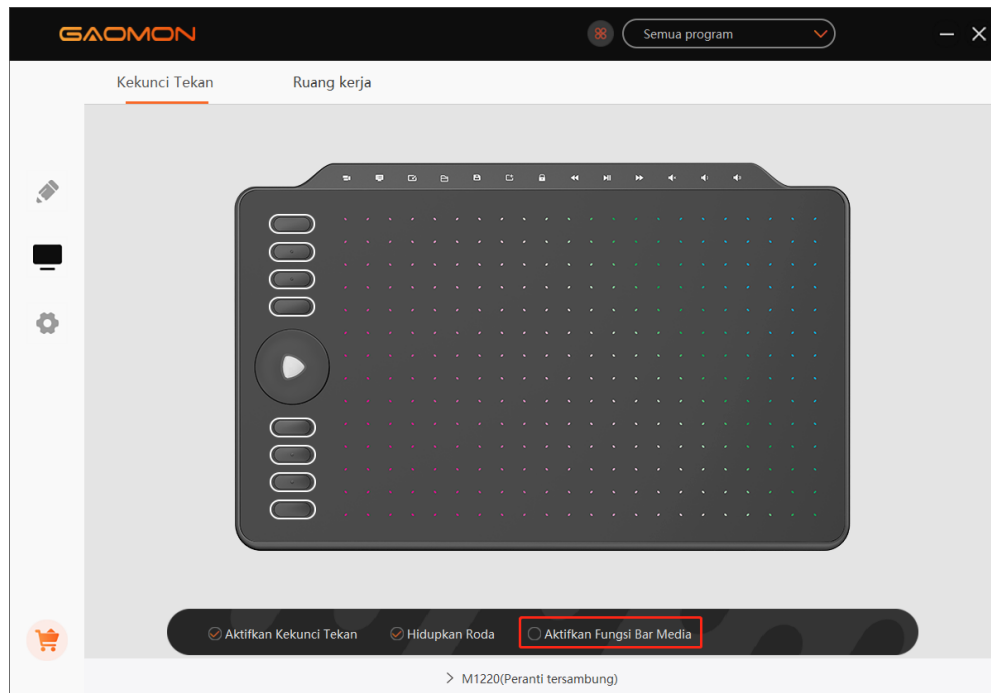 GAOMON
Semua program
Kekunci Tekan
Ruang kerja
Aktifkan Kekunci Tekan
Hidupkan Roda
Aktifkan Fungsi Bar Media
M1220(Peranti tersambung)